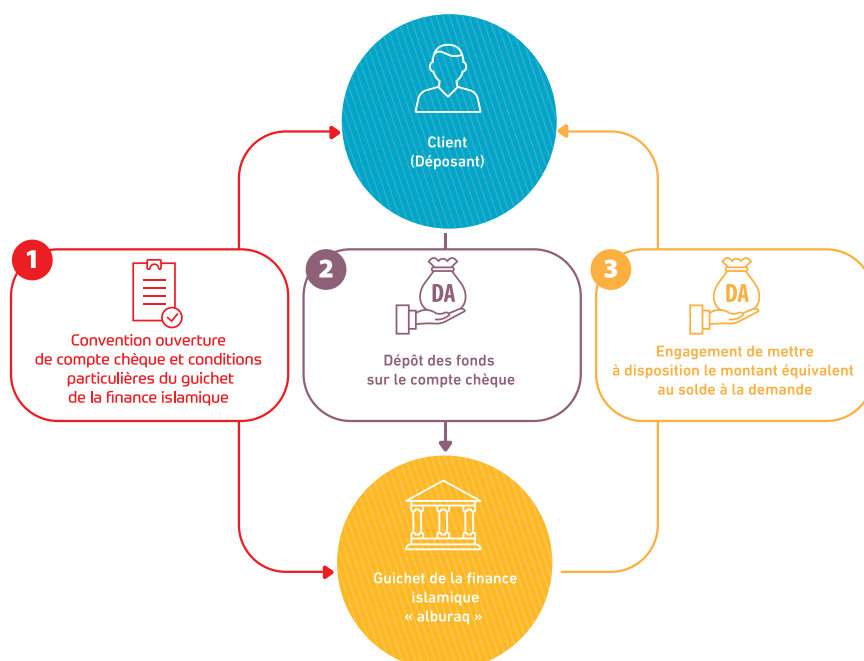 Client
(Déposant)
1
Convention ouverture
de compte chèque et conditions
particulières du guichet
de la finance islamique
2
DA
Dépôt des fonds
sur le compte chèque
3
DA
Engagement de mettre
à disposition le montant équivalent
au solde à la demande
Guichet de la finance
islamique
« alburaq »